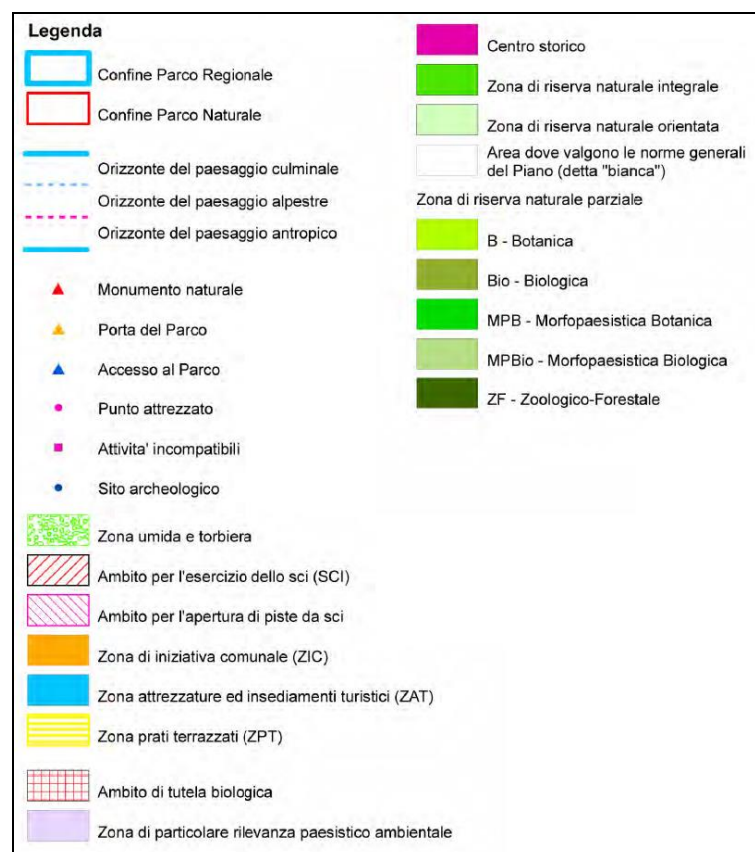 Legenda
Confine Parco Regionale
Confine Parco Naturale
Orizzonte del paesaggio culminale
Orizzonte del paesaggio alpestre
Orizzonte del paesaggio antropico
Monumento naturale
Porta del Parco
Accesso al Parco
Punto attrezzato
Attivita' incompatibili
Sito archeologico
Zona umida e torbiera
Ambito per l'esercizio dello sci (SCI)
Ambito per l'apertura di piste da sci
Zona di iniziativa comunale (ZIC)
Zona attrezzature ed insediamenti turistici (ZAT)
Zona prati terrazzati (ZPT)
Ambito di tutela biologica
Zona di particolare rilevanza paesistico ambientale
Centro storico
Zona di riserva naturale integrale
Zona di riserva naturale orientata
Area dove valgono le norme generali
del Piano (detta "bianca")
Zona di riserva naturale parziale
B - Botanica
Bio - Biologica
MPB - Morfopaesistica Botanica
MPBio - Morfopaesistica Biologica
ZF - Zoologico-Forestale